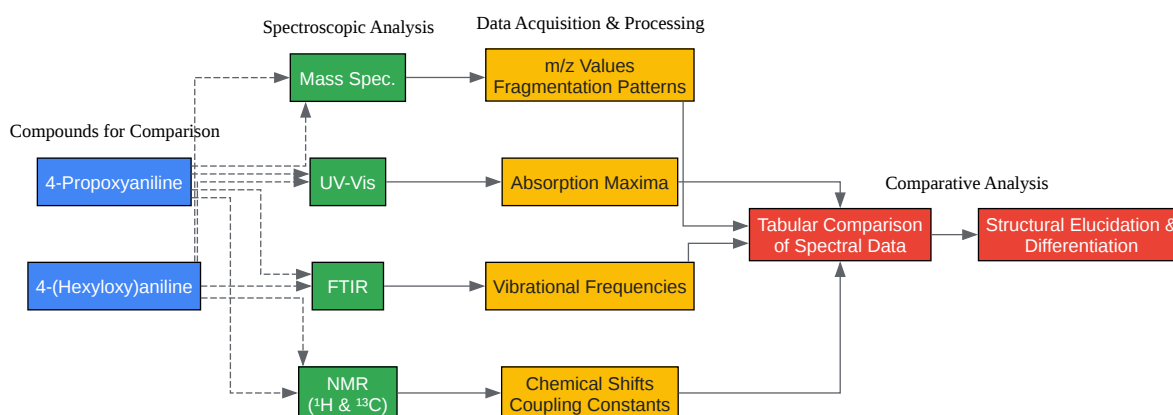 Spectroscopic Analysis
Data Acquisition & Processing
Mass Spec.
m/z Values
Fragmentation Patterns
Compounds for Comparison
4-Propoxyaniline
UV-Vis
Absorption Maxima
Comparative Analysis
Tabular Comparison
of Spectral Data
Structural Elucidation &
Differentiation
4-(Hexyloxy)aniline
FTIR
Vibrational Frequencies
NMR
(¹H & ¹³C)
Chemical Shifts
Coupling Constants